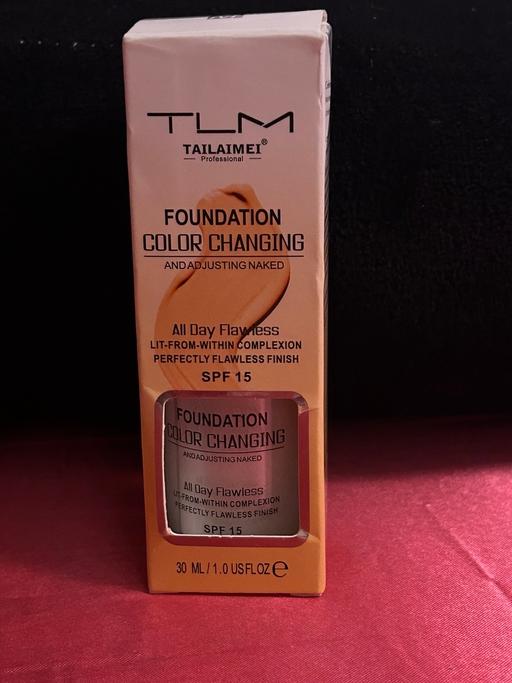 TLM
TAILAIMEI®
Professional
FOUNDATION
COLOR CHANGING
AND ADJUSTING NAKED
All Day Flawless
LIT-FROM-WITHIN COMPLEXION
PERFECTLY FLAWLESS FINISH
SPF 15
FOUNDATION
COLOR CHANGING
AND ADJUSTING NAKED
All Day Flawless
LIT-FROM-WITHIN COMPLEXION
PERFECTLY FLAWLESS FINISH
SPF 15
30 ML / 1.0 US FL OZ ℮